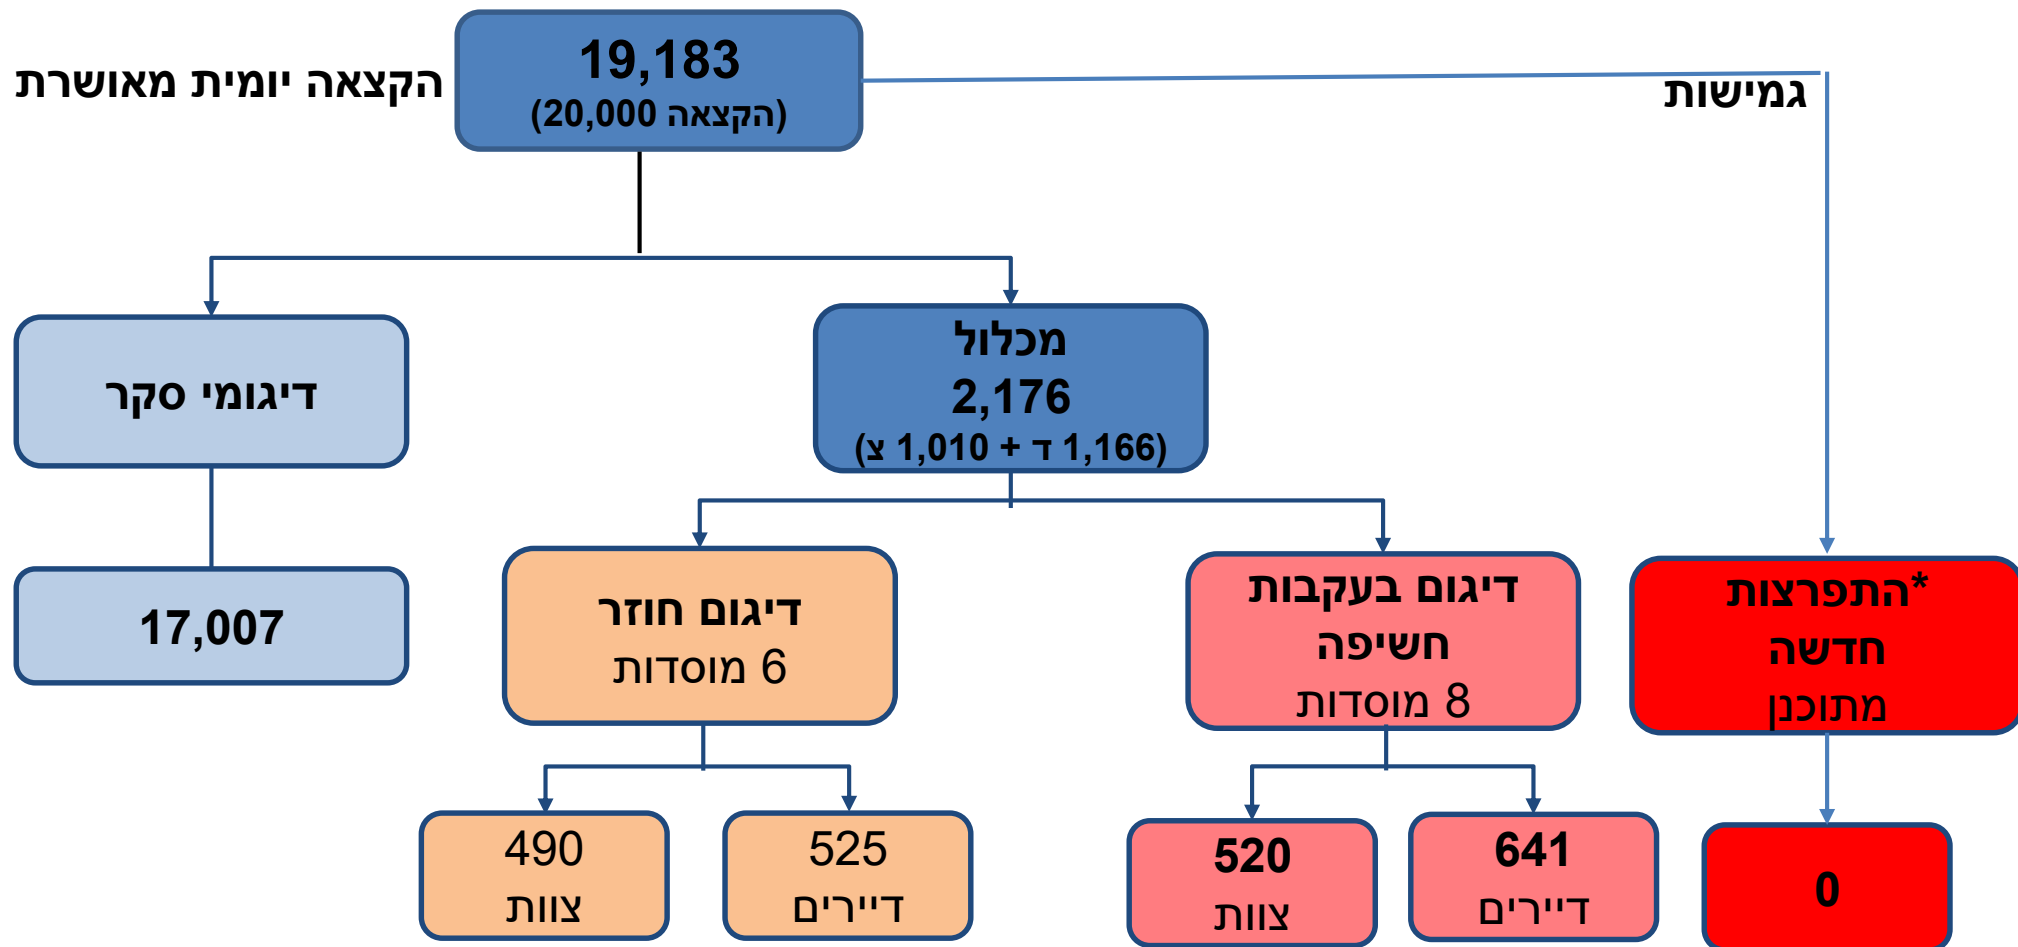 הקצאה יומית מאושרת
19,183
(הקצאה 20,000)
גמישות
דיגומי סקר
17,007
מכלול
2,176
(1,166 ד + 1,010 צ)
דיגום חוזר
6 מוסדות
490
צוות
525
דיירים
דיגום בעקבות
חשיפה
8 מוסדות
520
צוות
641
דיירים
*התפרצות
חדשה
מתוכנן
0